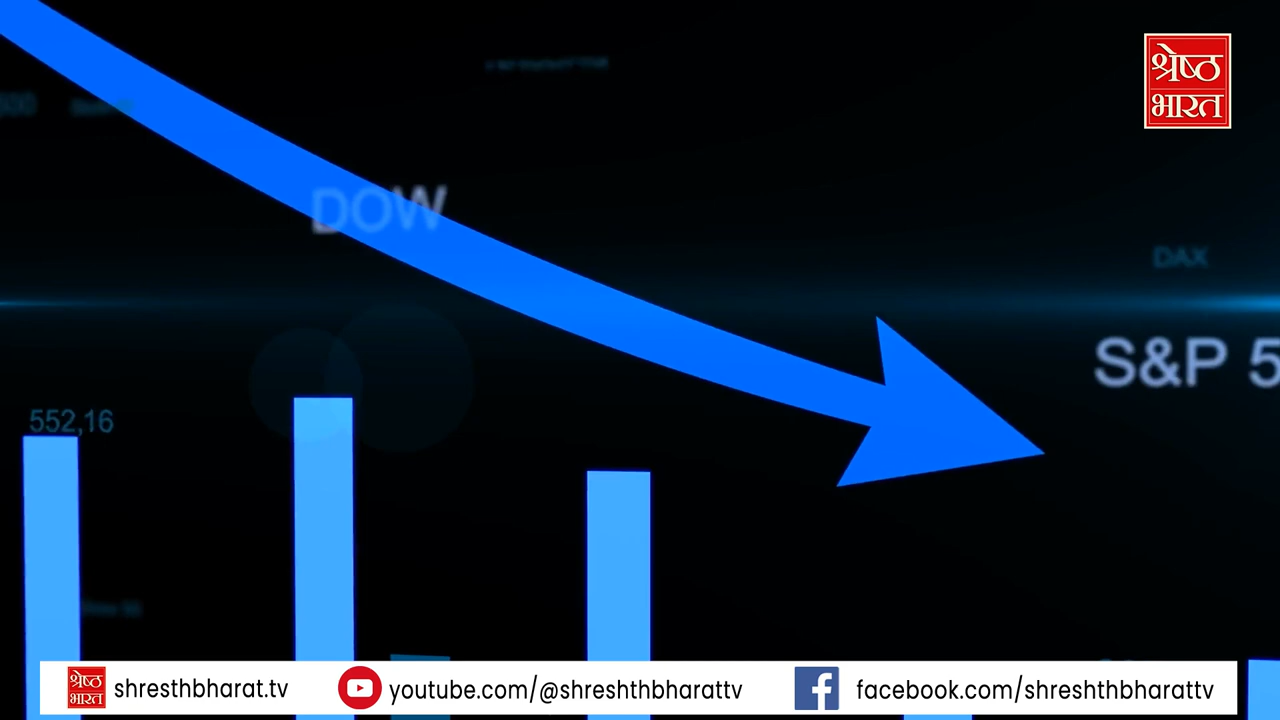 श्रेष्ठ
भारत
DOW
DAX
S&P 5
552,16
श्रेष्ठ
भारत
shresthbharat.tv
youtube.com/@shreshthbharattv
facebook.com/shreshthbharattv